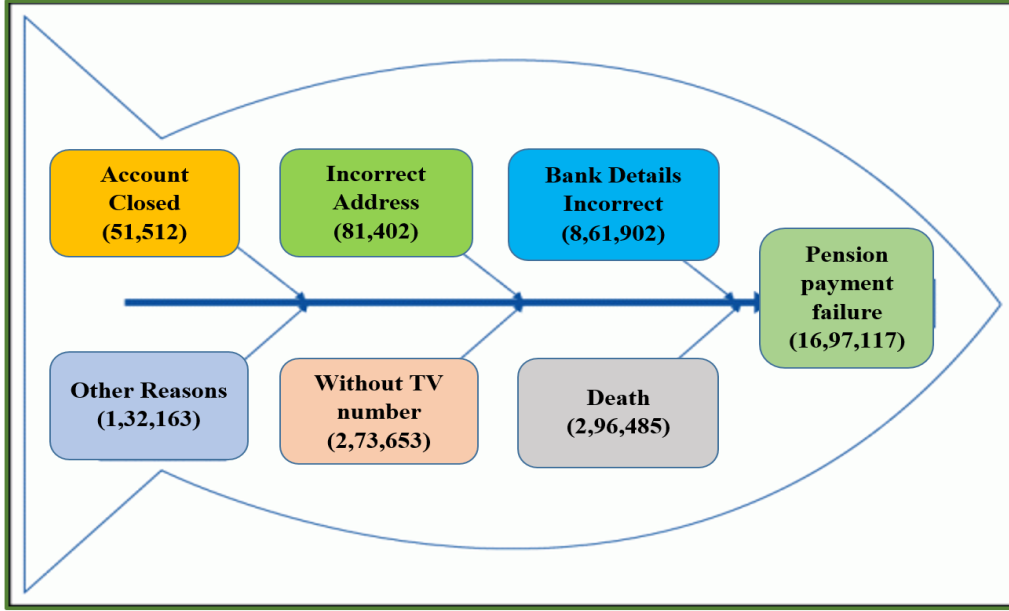 Account
Closed
(51,512)
Incorrect
Address
(81,402)
Bank Details
Incorrect
(8,61,902)
Pension
payment
failure
(16,97,117)
Other Reasons
(1,32,163)
Without TV
number
(2,73,653)
Death
(2,96,485)